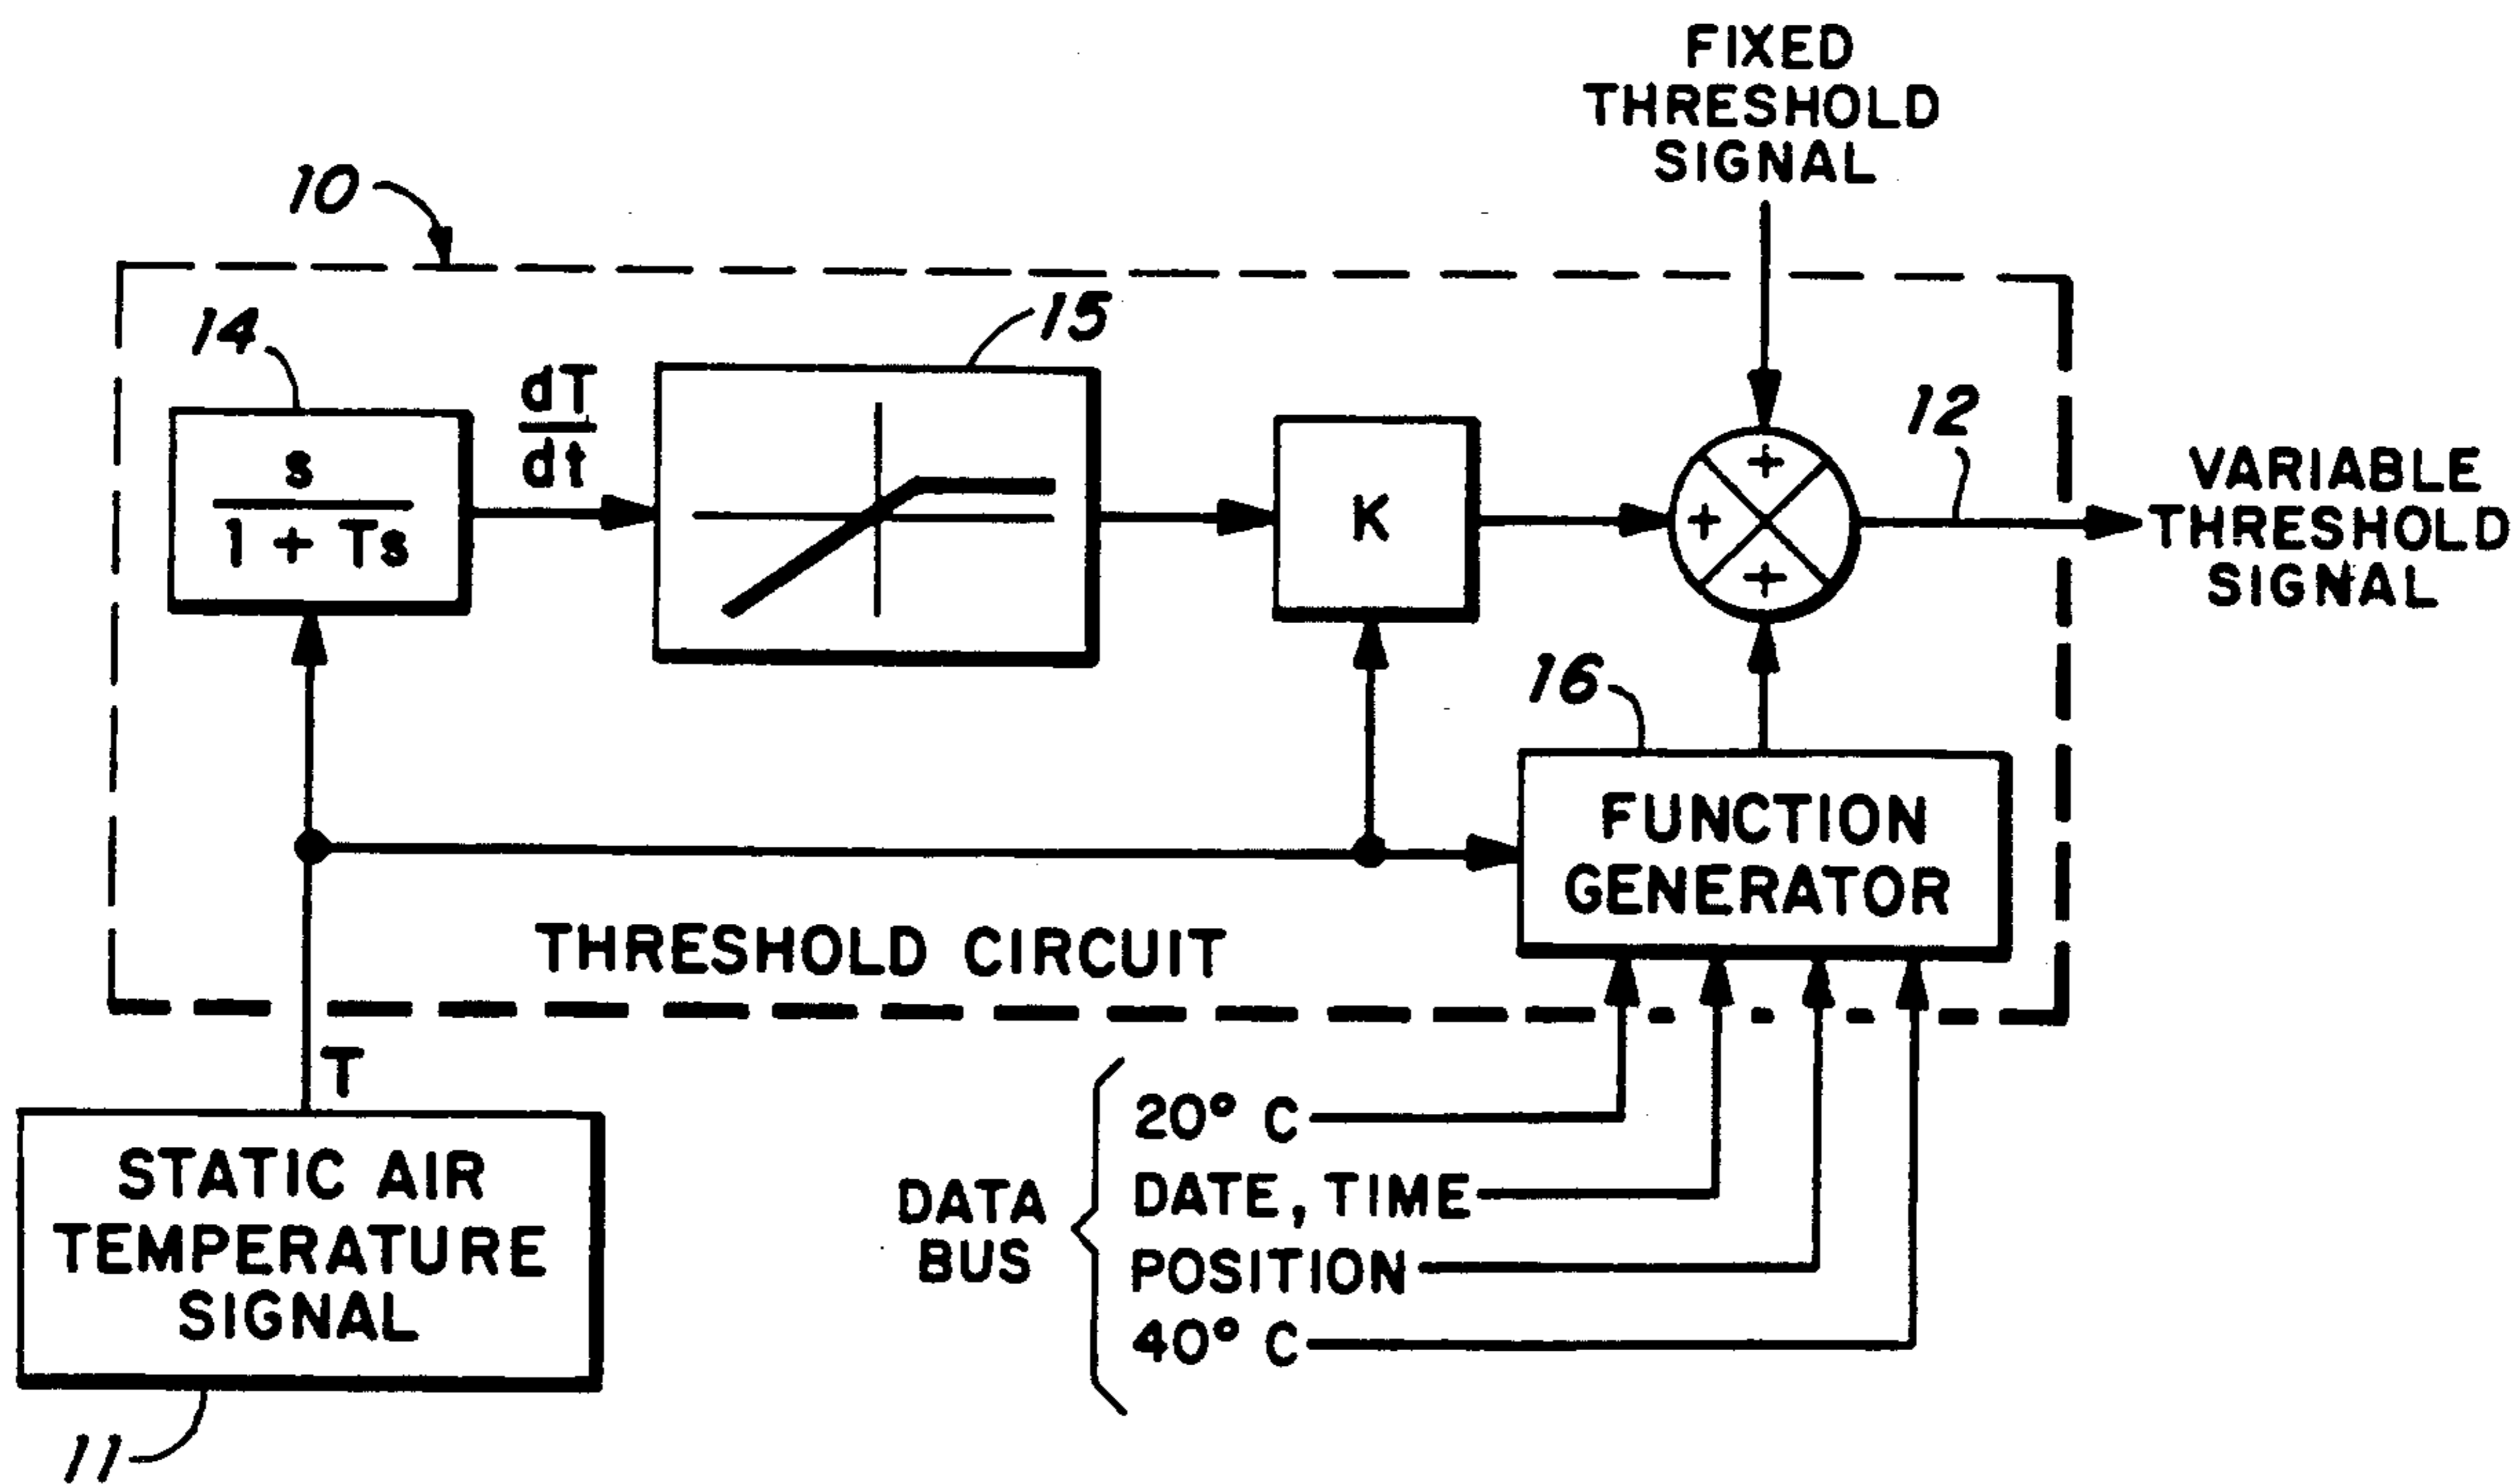 FIXED
THRESHOLD
SIGNAL
10
14
15
12
dT
dt
s
1 + Ts
K
+
+
+
VARIABLE
THRESHOLD
SIGNAL
16
FUNCTION
GENERATOR
THRESHOLD CIRCUIT
T
STATIC AIR
TEMPERATURE
SIGNAL
11
DATA
BUS
20° C
DATE, TIME
POSITION
40° C